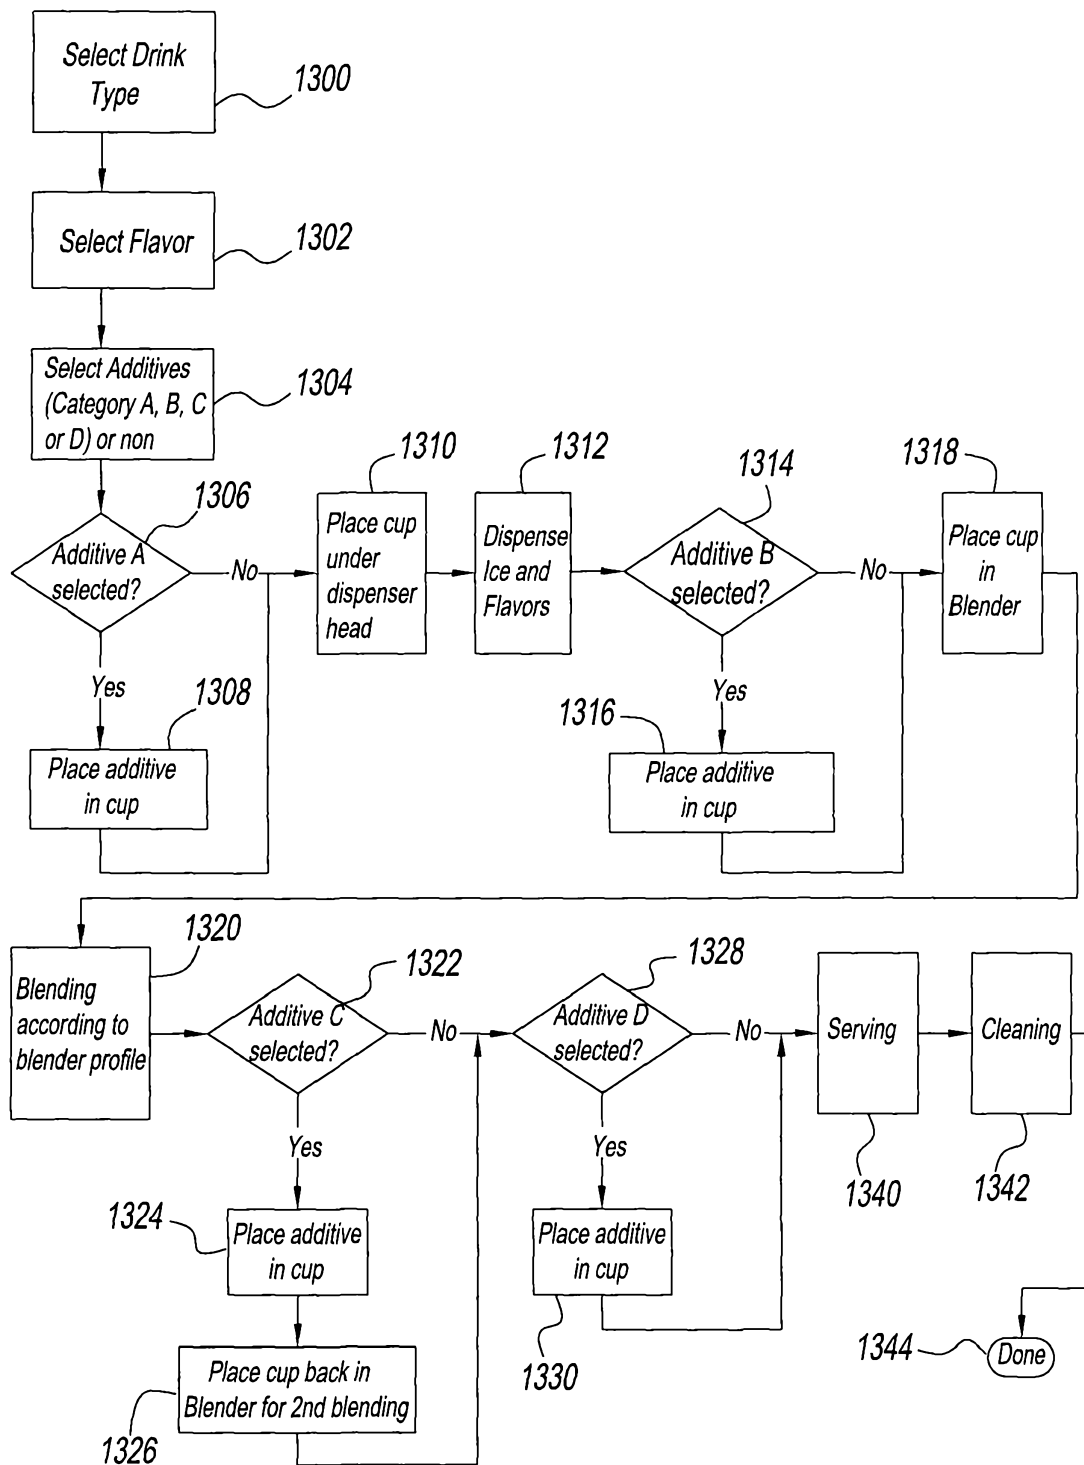 Select Drink
Type
1300
Select Flavor
1302
Select Additives
(Category A, B, C
or D) or non
1304
1306
Additive A
selected?
No
Yes
1308
Place additive
in cup
1310
Place cup
under
dispenser
head
1312
Dispense
Ice and
Flavors
1314
Additive B
selected?
No
Yes
1316
Place additive
in cup
1318
Place cup
in
Blender
1320
Blending
according to
blender profile
1322
Additive C
selected?
No
Yes
1324
Place additive
in cup
Place cup back in
Blender for 2nd blending
1326
1328
Additive D
selected?
No
Yes
Place additive
in cup
1330
Serving
1340
Cleaning
1342
1344
Done